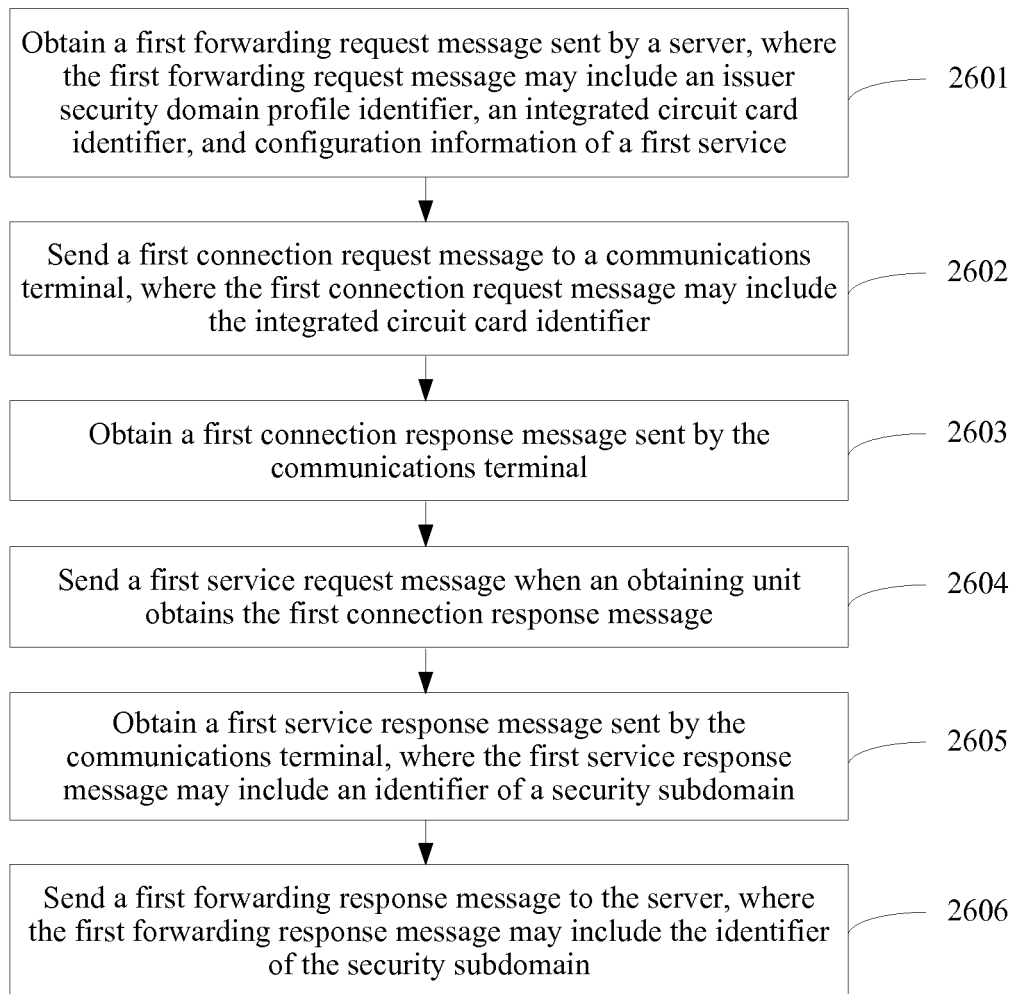 Obtain a first forwarding request message sent by a server, where
the first forwarding request message may include an issuer
security domain profile identifier, an integrated circuit card
identifier, and configuration information of a first service
2601
Send a first connection request message to a communications
terminal, where the first connection request message may include
the integrated circuit card identifier
2602
Obtain a first connection response message sent by the
communications terminal
2603
Send a first service request message when an obtaining unit
obtains the first connection response message
2604
Obtain a first service response message sent by the
communications terminal, where the first service response
message may include an identifier of a security subdomain
2605
Send a first forwarding response message to the server, where
the first forwarding response message may include the identifier
of the security subdomain
2606